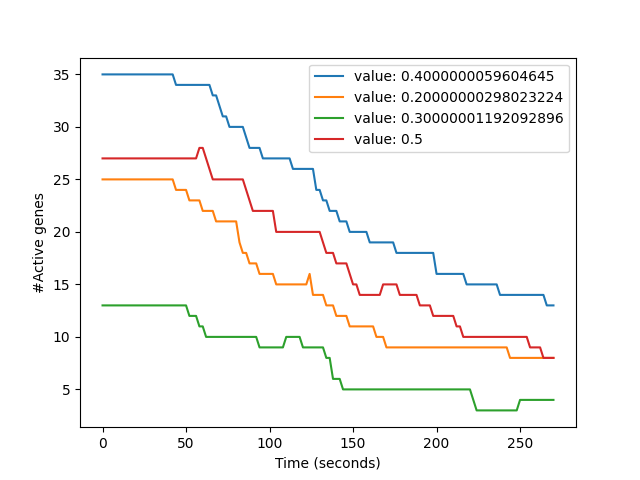 value: 0.4000000059604645
value: 0.20000000298023224
value: 0.30000001192092896
value: 0.5
#Active genes
35
30
25
20
15
10
5
0 50 100 150 200 250
Time (seconds)